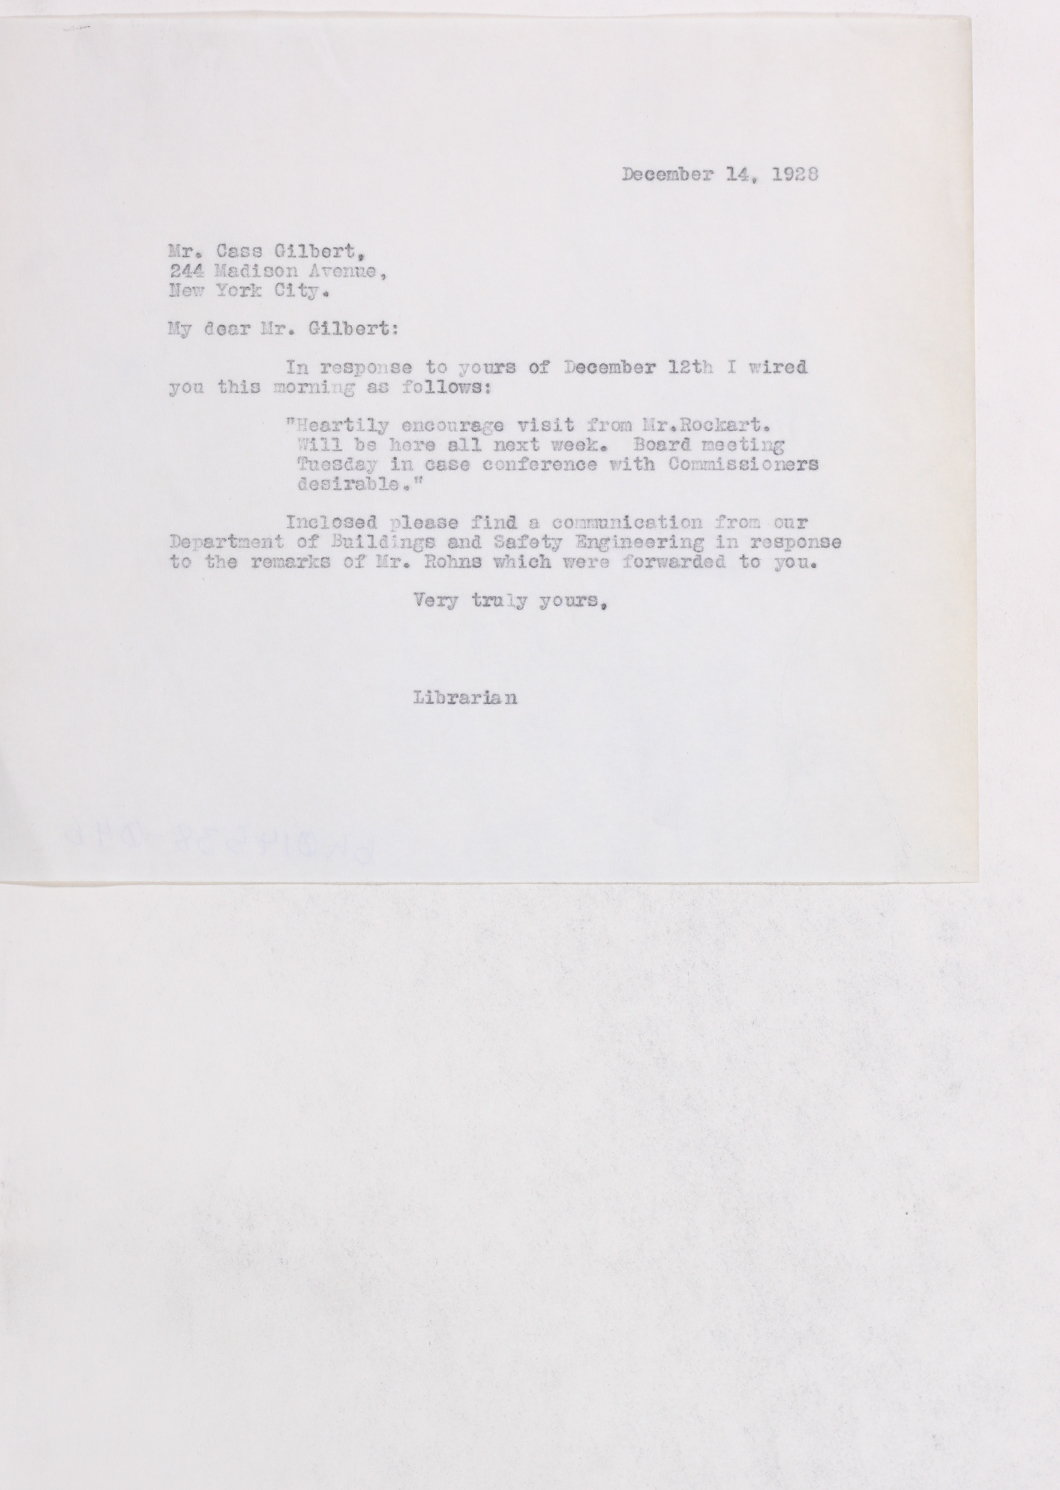 December 14, 1928
Mr. Cass Gilbert,
244 Madison Avenue,
New York City.
My dear Mr. Gilbert:
In response to yours of December 12th I wired
you this morning as follows:
"Heartily encourage visit from Mr.Rockart.
Will be here all next week. Board meeting
Tuesday in case conference with Commissioners
desirable."
Inclosed please find a communication from our
Department of Buildings and Safety Engineering in response
to the remarks of Mr. Rohns which were forwarded to you.
Very truly yours,
Librarian